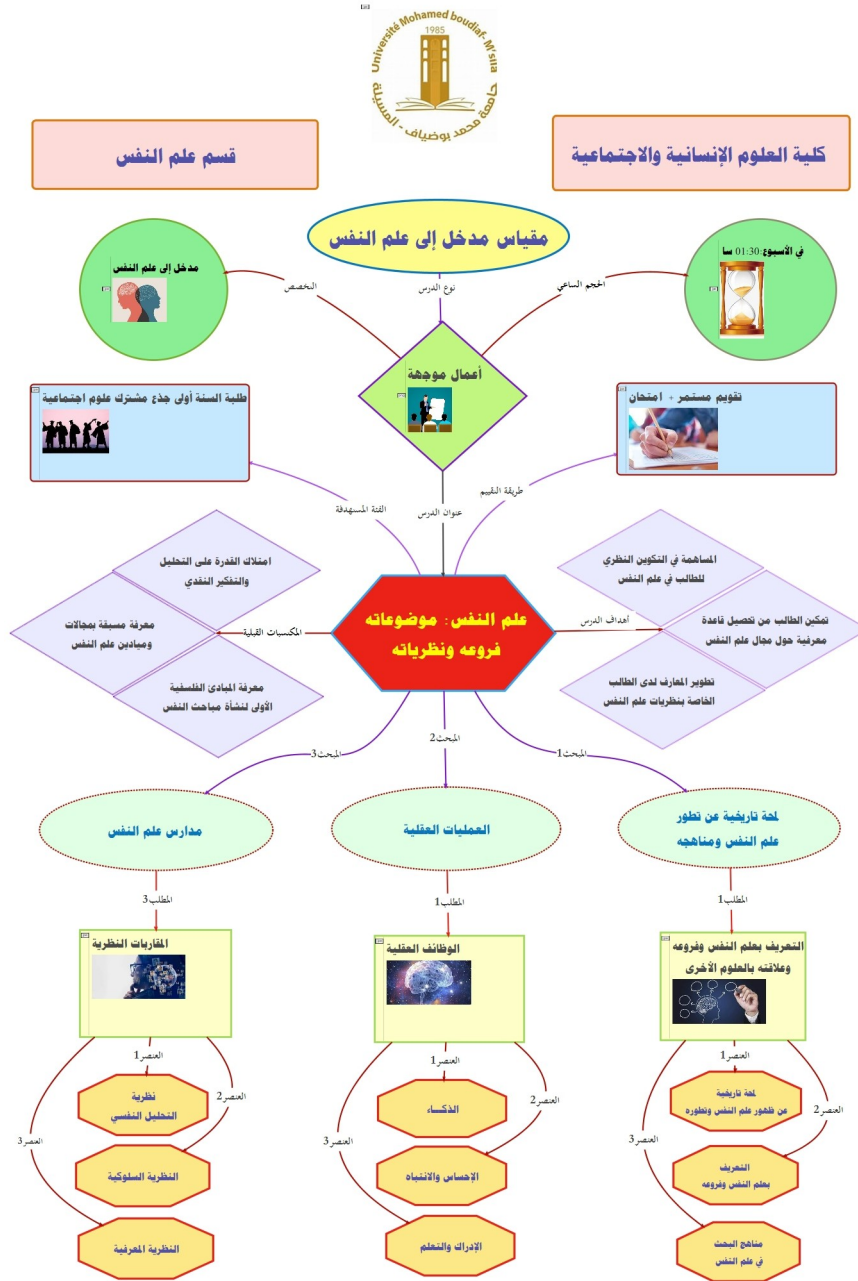 Université Mohamed boudiaf- M'sila
1985
جامعة محمد بوضياف - المسيلة
كلية العلوم الإنسانية والاجتماعية
قسم علم النفس
مقياس مدخل إلى علم النفس
في الأسبوع:01:30 سا
مدخل إلى علم النفس
الحجم الساعي
نوع الدرس
التخصص
أعمال موجهة
تقويم مستمر + امتحان
طلبة السنة أولى جذع مشترك علوم اجتماعية
طريقة التقييم
عنوان الدرس
الفئة المستهدفة
المساهمة في التكوين النظري
للطالب في علم النفس
تمكين الطالب من تحصيل قاعدة
معرفية حول مجال علم النفس
تطوير المعارف لدى الطالب
الخاصة بنظريات علم النفس
أهداف الدرس
علم النفس: موضوعاته
فروعه ونظرياته
المكتسبات القبلية
امتلاك القدرة على التحليل
والتفكير النقدي
معرفة مسبقة بمجالات
وميادين علم النفس
معرفة المبادئ الفلسفية
الأولى لنشأة مباحث النفس
المبحث1
المبحث2
المبحث3
لمحة تاريخية عن تطور
علم النفس ومناهجه
العمليات العقلية
مدارس علم النفس
المطلب1
المطلب1
المطلب3
التعريف بعلم النفس وفروعه
وعلاقته بالعلوم الأخرى
الوظائف العقلية
المقاربات النظرية
العنصر1
العنصر2
العنصر3
لمحة تاريخية
عن ظهور علم النفس وتطوره
التعريف
بعلم النفس وفروعه
مناهج البحث
في علم النفس
العنصر1
العنصر2
العنصر3
الذكــاء
الإحساس والانتباه
الإدراك والتعلم
العنصر1
العنصر2
العنصر3
نظرية
التحليل النفسي
النظرية السلوكية
النظرية المعرفية